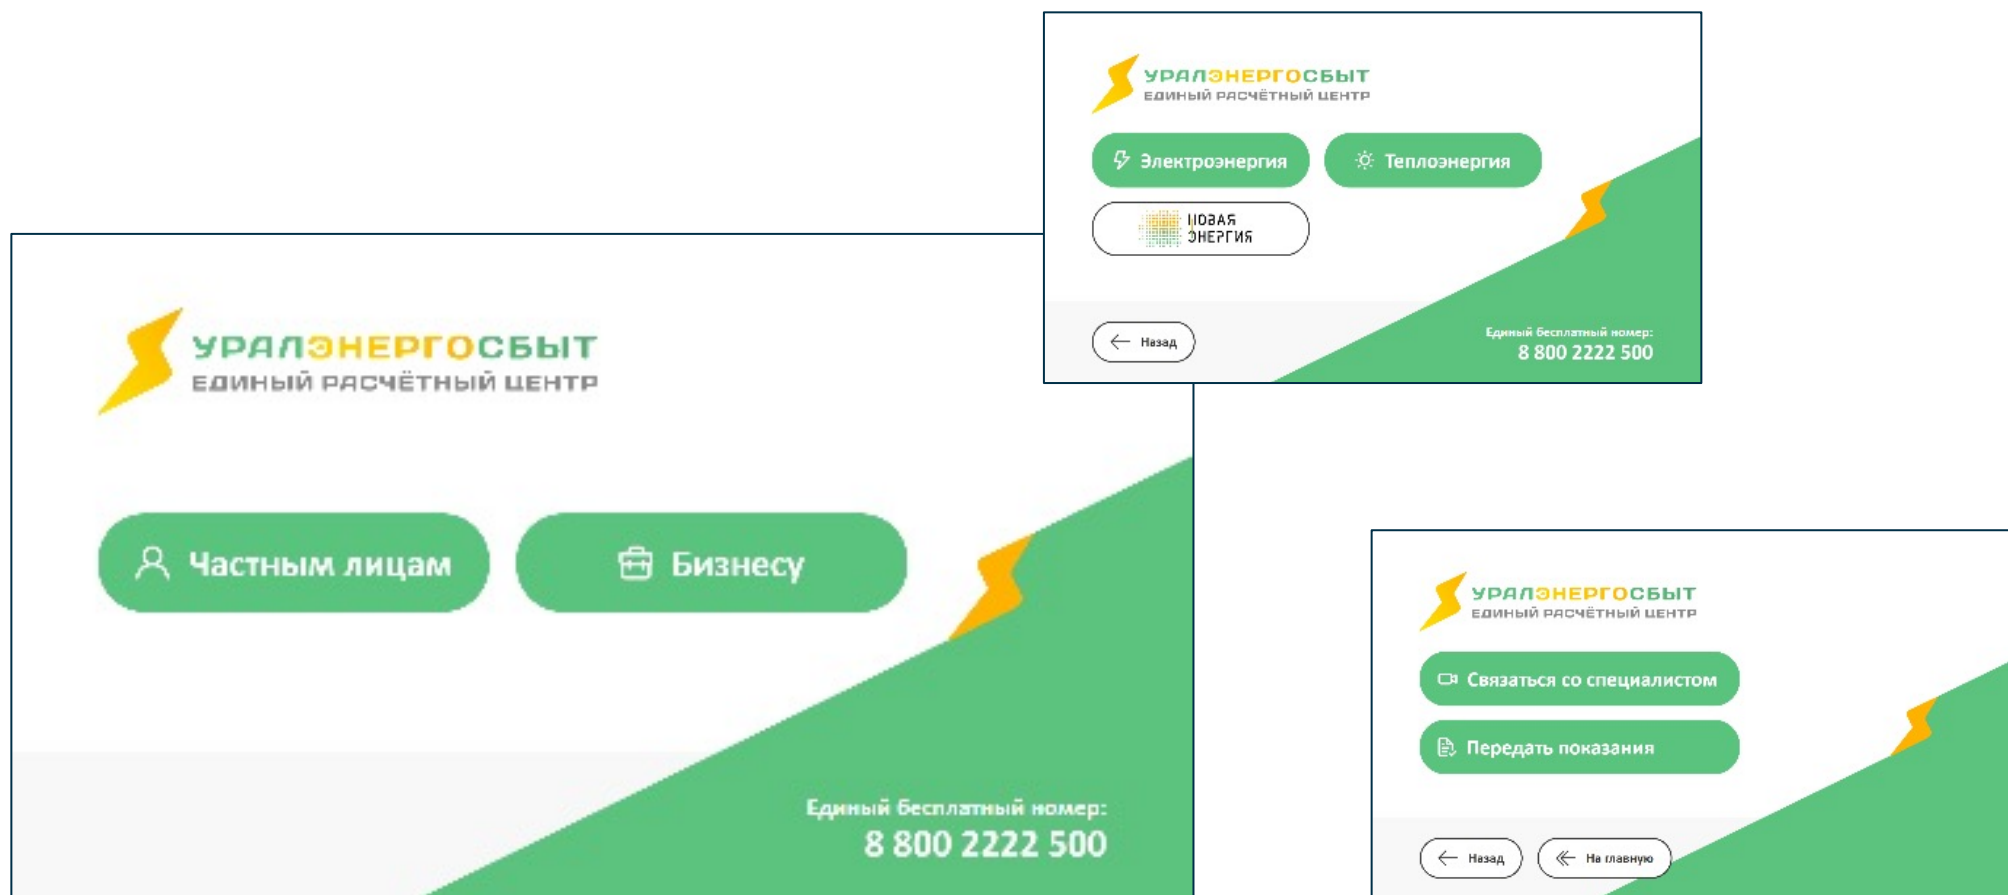 УРАЛЭНЕРГОСБЫТ
ЕДИНЫЙ РАСЧЁТНЫЙ ЦЕНТР
Частным лицам
Бизнесу
Единый бесплатный номер:
8 800 2222 500
УРАЛЭНЕРГОСБЫТ
ЕДИНЫЙ РАСЧЁТНЫЙ ЦЕНТР
Электроэнергия
Теплоэнергия
НОВАЯ
ЭНЕРГИЯ
Назад
Единый бесплатный номер:
8 800 2222 500
УРАЛЭНЕРГОСБЫТ
ЕДИНЫЙ РАСЧЁТНЫЙ ЦЕНТР
Связаться со специалистом
Передать показания
Назад
На главную